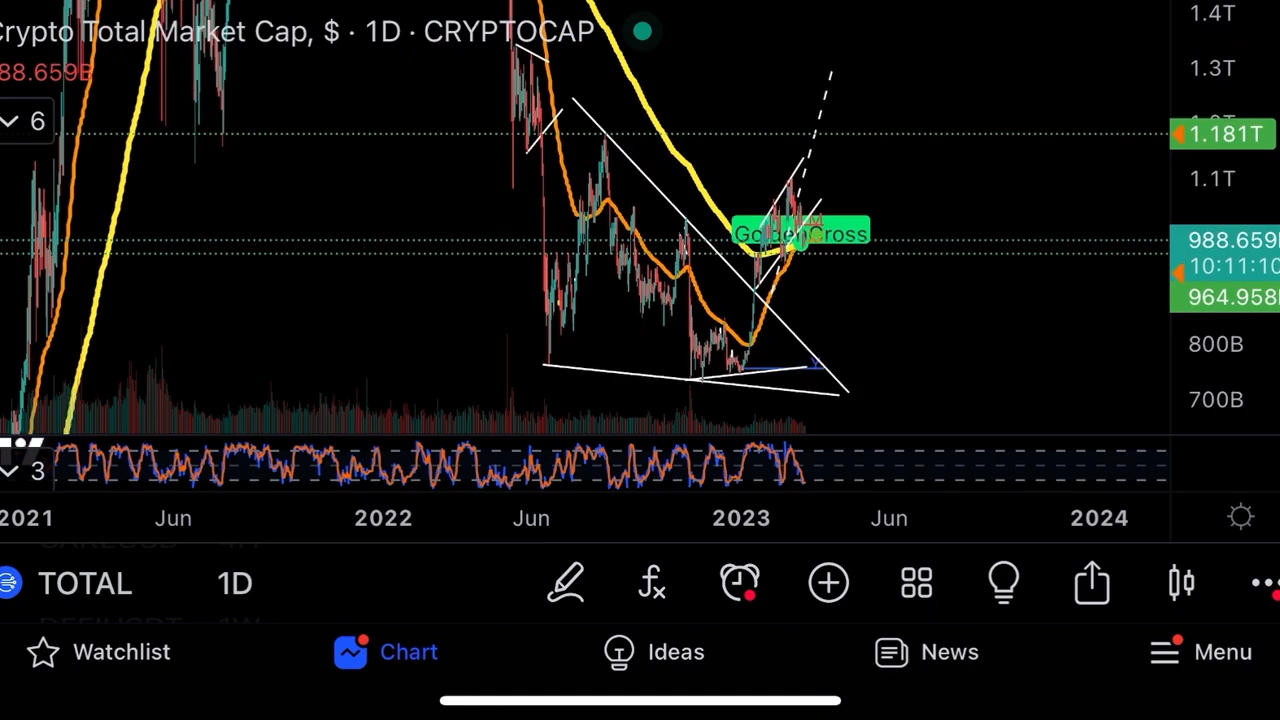 Crypto Total Market Cap, $ · 1D · CRYPTOCAP
88.659B
6
1.4T
1.3T
1.181T
1.1T
GoldenCross
988.659B
10:11:10
964.958B
800B
700B
3
2021 Jun 2022 Jun 2023 Jun 2024
TOTAL 1D
Watchlist Chart Ideas News Menu